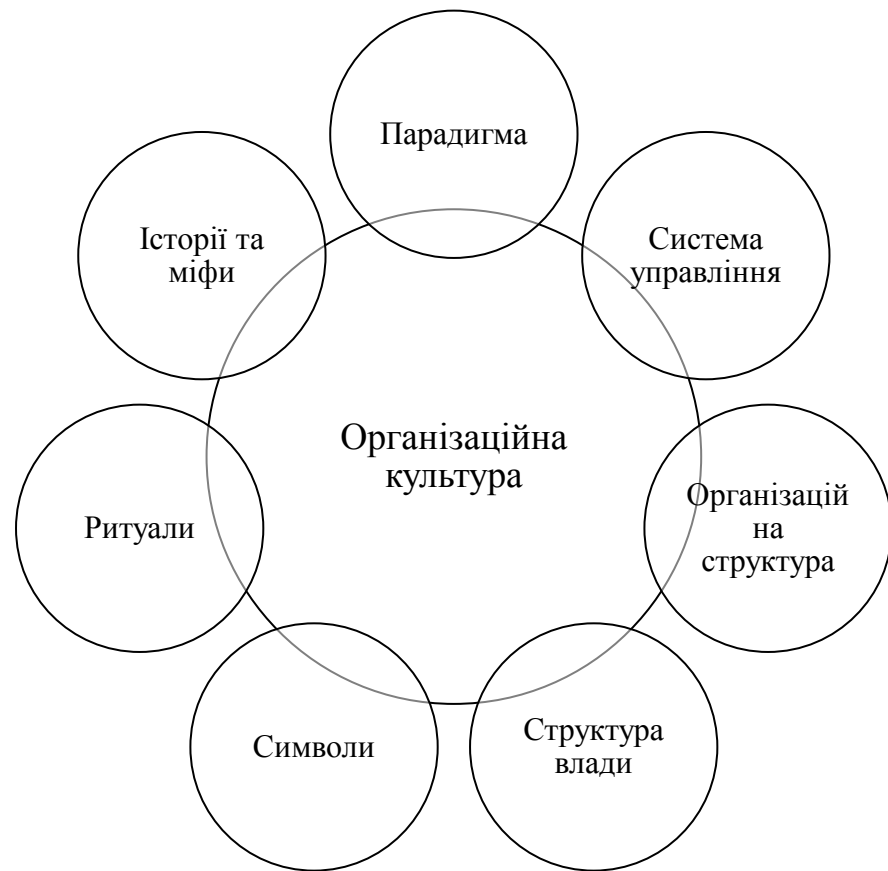 Парадигма
Історії та
міфи
Система
управління
Організаційна
культура
Організацій
на
структура
Ритуали
Символи
Структура
влади